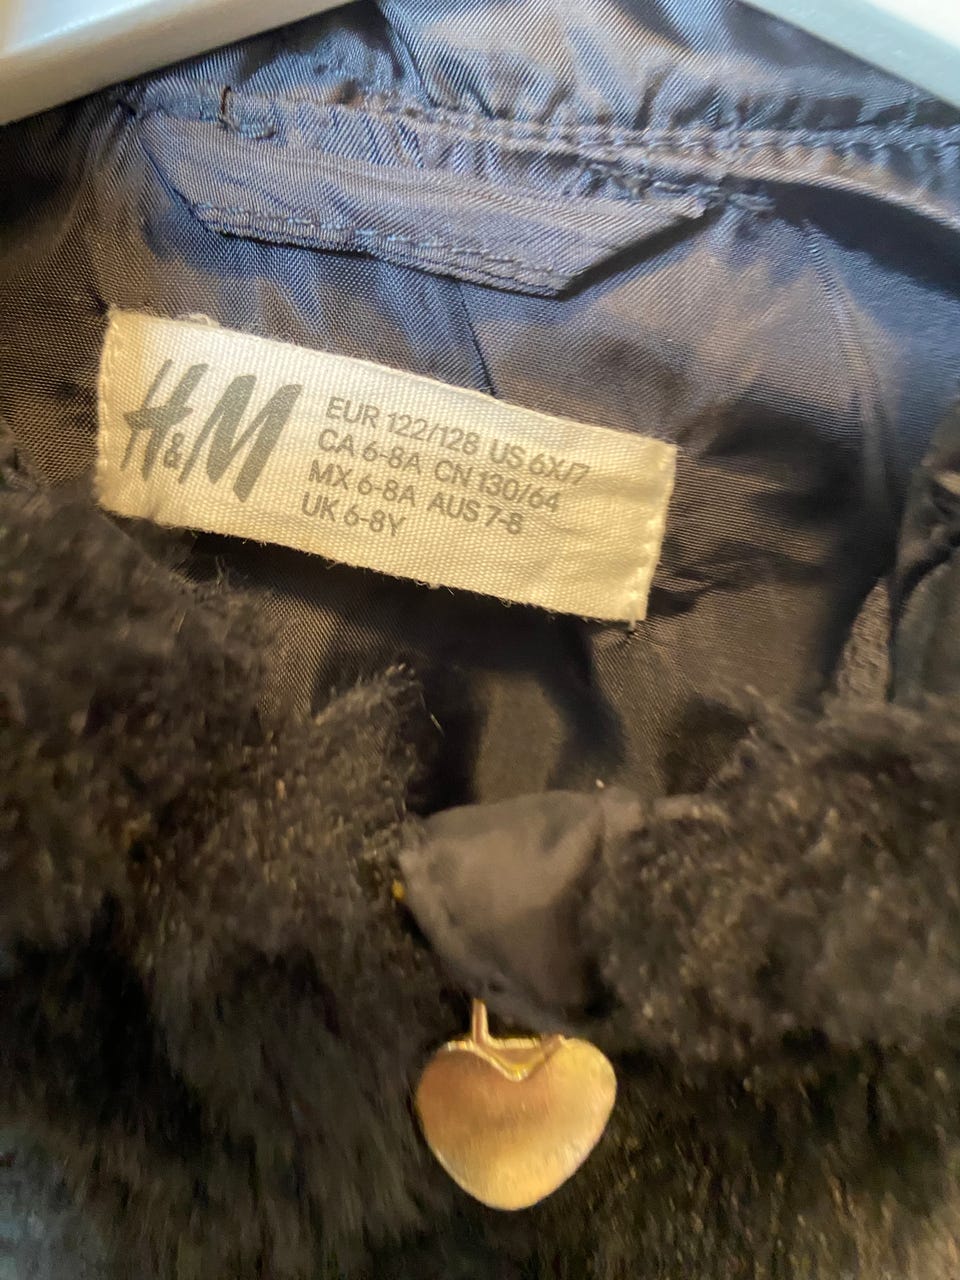 H&M
EUR 122/128 US 6X/7
CA 6-8A CN 130/64
MX 6-8A AUS 7-8
UK 6-8Y